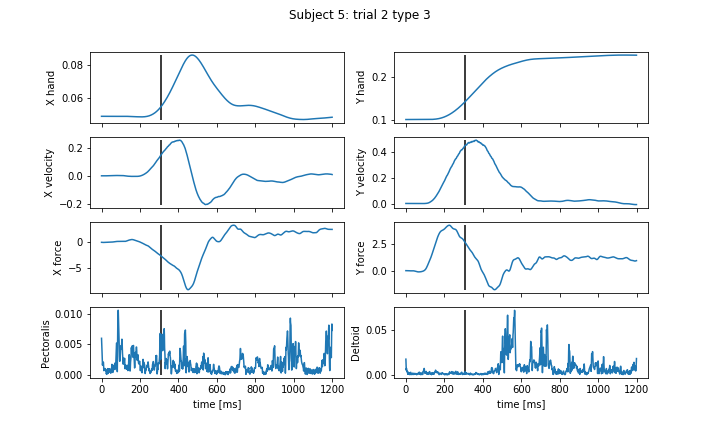 Subject 5: trial 2 type 3
X hand
0.08
0.06
Y hand
0.2
0.1
X velocity
0.2
0.0
−0.2
Y velocity
0.4
0.2
0.0
X force
0
−5
Y force
2.5
0.0
Pectoralis
0.010
0.005
0.000
0 200 400 600 800 1000 1200
time [ms]
Deltoid
0.05
0.00
0 200 400 600 800 1000 1200
time [ms]